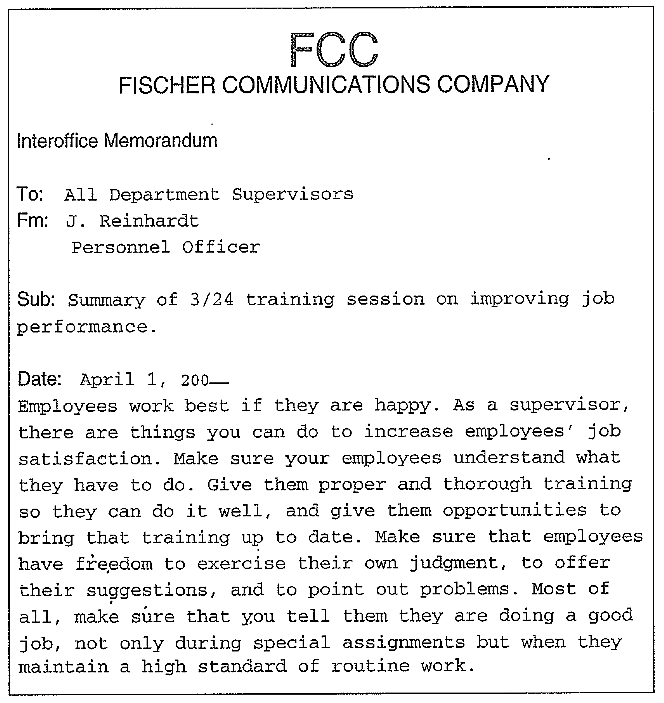 FCC
FISCHER COMMUNICATIONS COMPANY
Interoffice Memorandum
To: All Department Supervisors
Fm: J. Reinhardt
Personnel Officer
Sub: Summary of 3/24 training session on improving job
performance.
Date: April 1, 200—
Employees work best if they are happy. As a supervisor,
there are things you can do to increase employees' job
satisfaction. Make sure your employees understand what
they have to do. Give them proper and thorough training
so they can do it well, and give them opportunities to
bring that training up to date. Make sure that employees
have freedom to exercise their own judgment, to offer
their suggestions, and to point out problems. Most of
all, make sure that you tell them they are doing a good
job, not only during special assignments but when they
maintain a high standard of routine work.